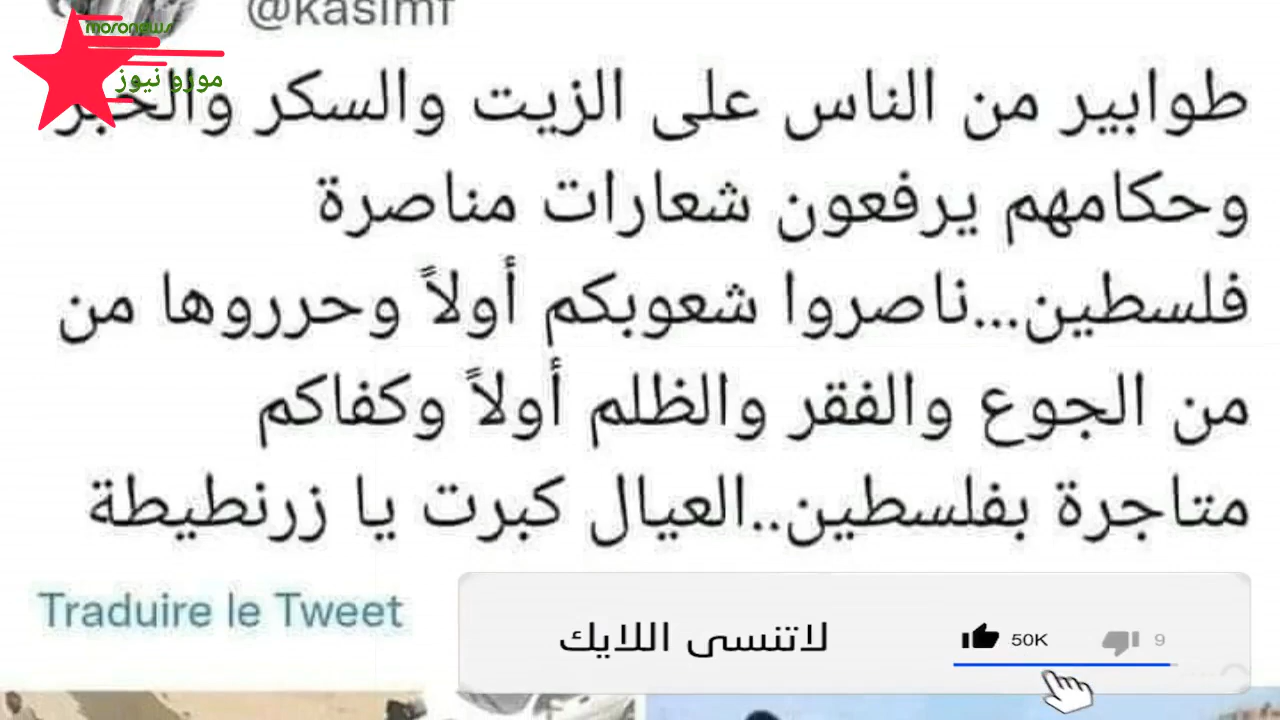 @kasimf
moronews
مورو نيوز
طوابير من الناس على الزيت والسكر والخبز
وحكامهم يرفعون شعارات مناصرة
فلسطين...ناصروا شعوبكم أولاً وحرروها من
من الجوع والفقر والظلم أولاً وكفاكم
متاجرة بفلسطين..العيال كبرت يا زرنطيطة
Traduire le Tweet
لاتنسى اللايك
50K
9